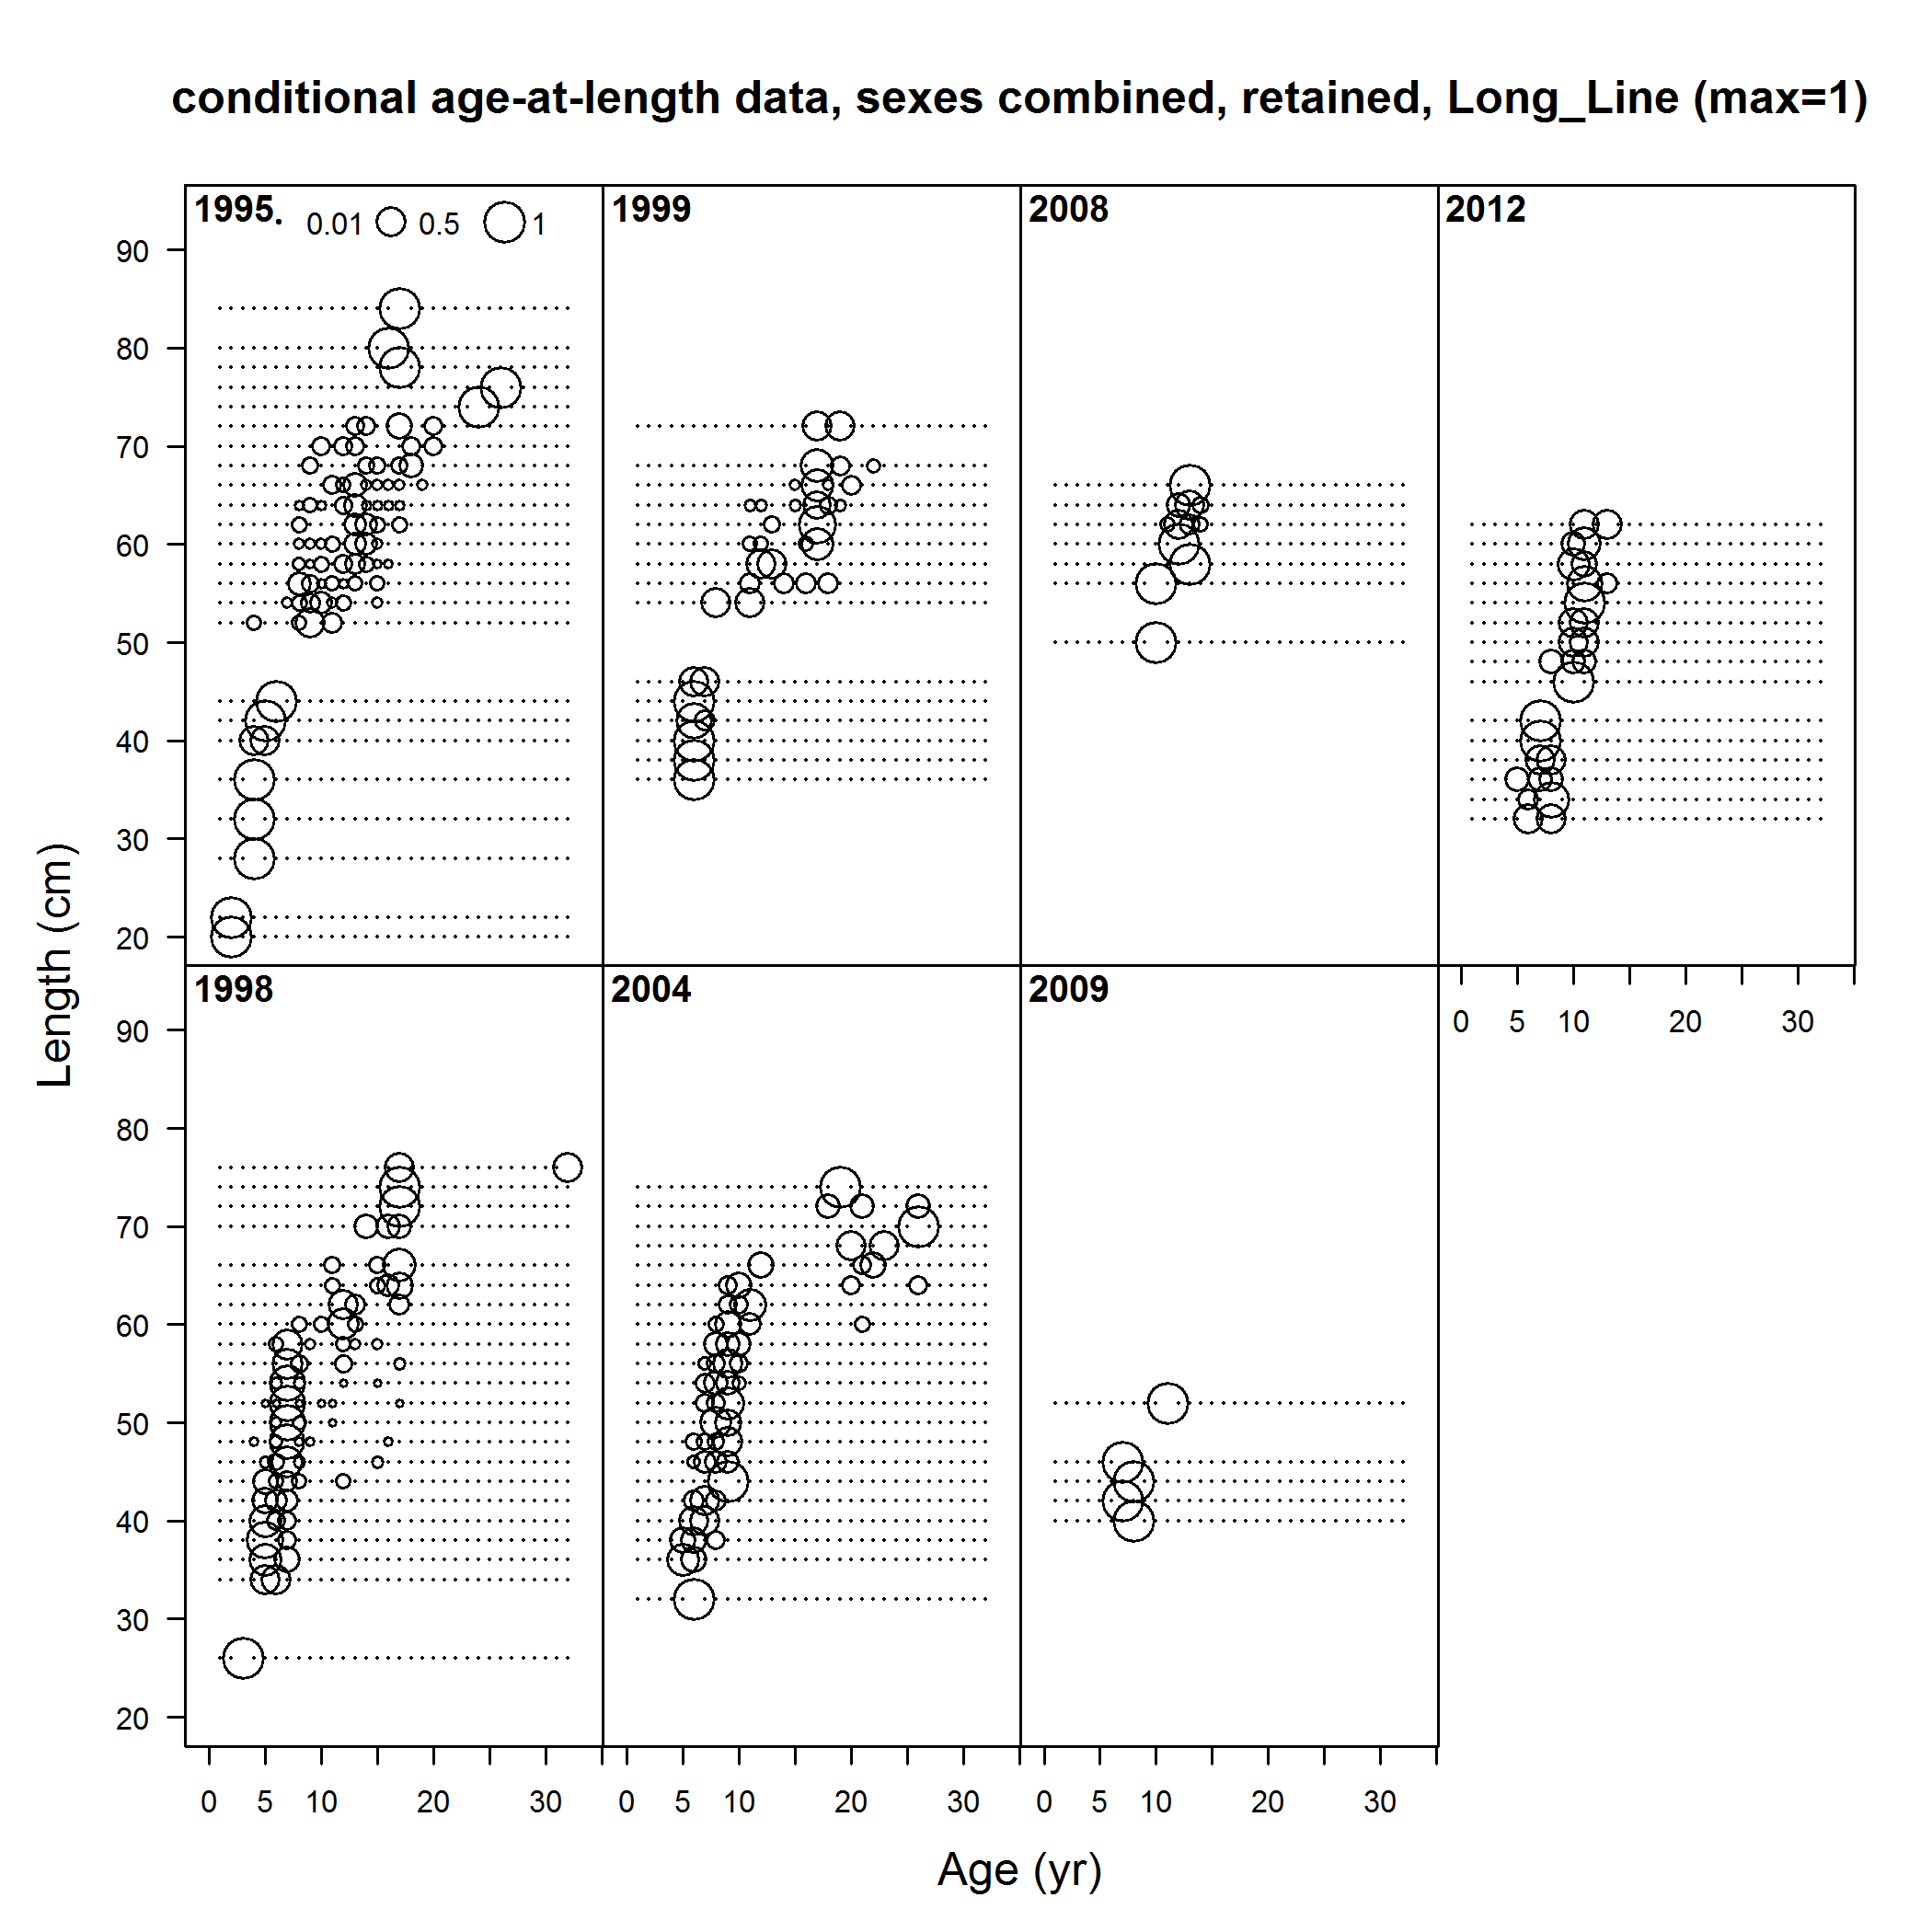 conditional age-at-length data, sexes combined, retained, Long_Line (max=1)
1995 0.01 0.5 1
1999
2008
2012
90
80
70
60
50
40
30
20
1998
2004
2009
0 5 10 20 30
90
80
70
60
50
40
30
20
0 5 10 20 30
0 5 10 20 30
0 5 10 20 30
Length (cm)
Age (yr)